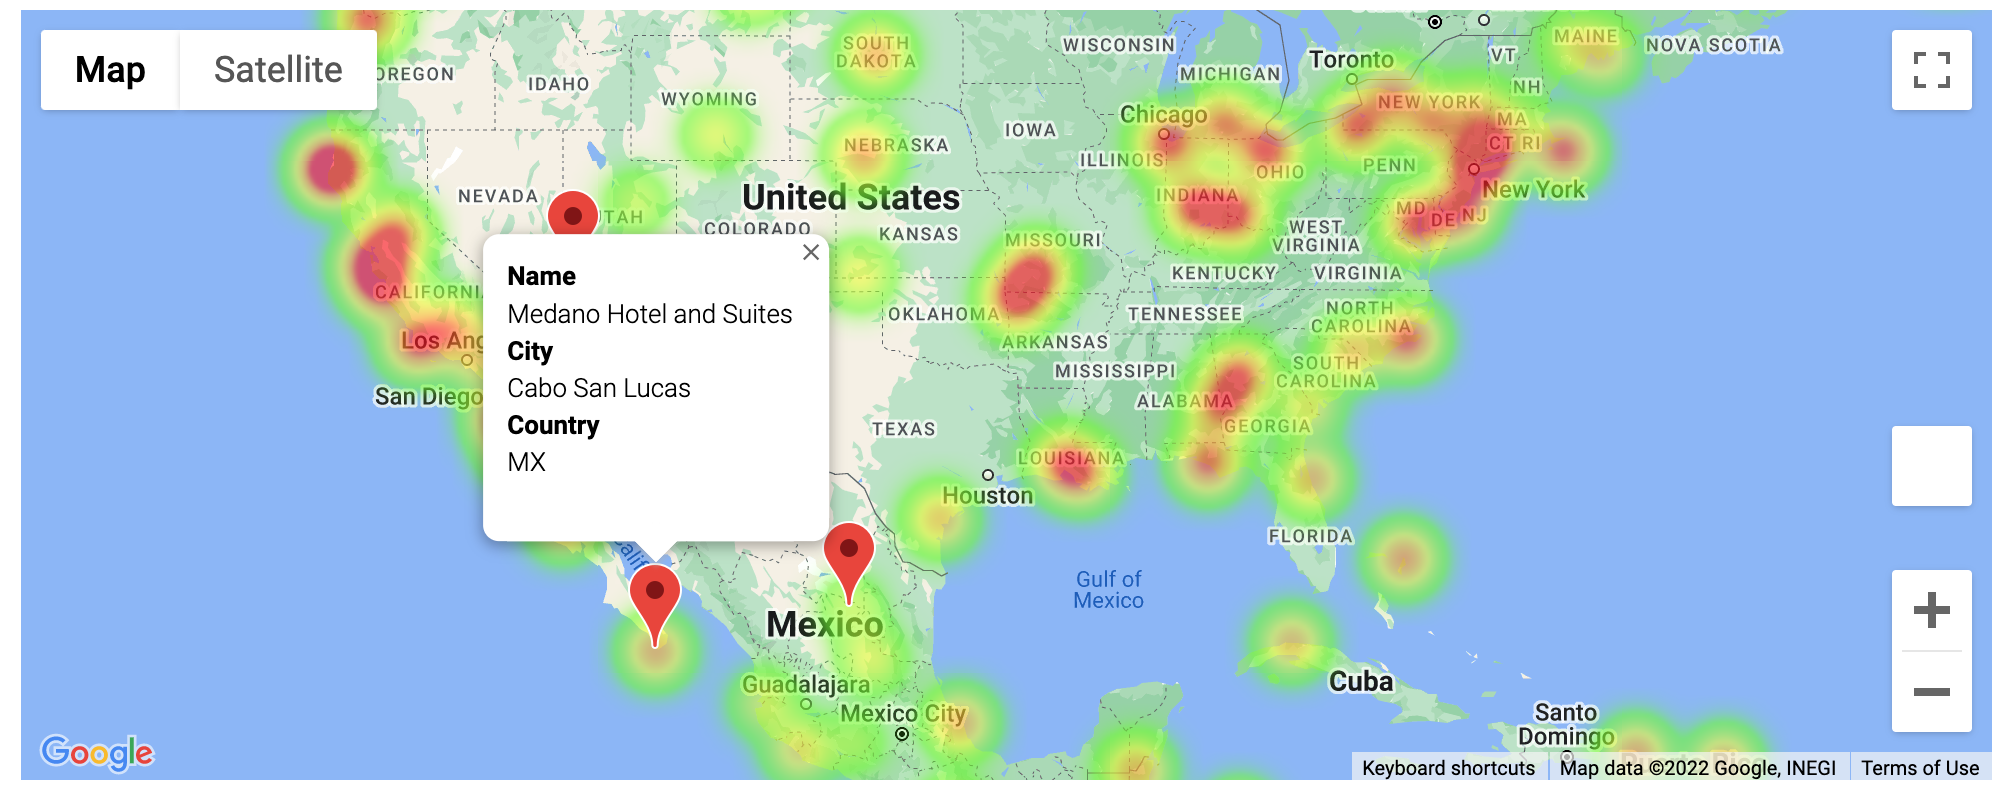 Map
Satellite
OREGON
IDAHO
WYOMING
SOUTH
DAKOTA
WISCONSIN
MICHIGAN
Toronto
VT
NH
MAINE
NOVA SCOTIA
NEW YORK
MA
CT RI
Chicago
IOWA
NEBRASKA
ILLINOIS
INDIANA
OHIO
PENN
New York
MD
DE
NJ
NEVADA
UTAH
United States
COLORADO
KANSAS
MISSOURI
WEST
VIRGINIA
KENTUCKY
VIRGINIA
CALIFORNIA
Los Ang
San Diego
OKLAHOMA
TENNESSEE
NORTH
CAROLINA
ARKANSAS
MISSISSIPPI
SOUTH
CAROLINA
ALABAMA
GEORGIA
TEXAS
LOUISIANA
Houston
FLORIDA
Name
Medano Hotel and Suites
City
Cabo San Lucas
Country
MX
Calif
Gulf of
Mexico
Mexico
Guadalajara
Mexico City
Cuba
Santo
Domingo
Puerto Rico
Google
Keyboard shortcuts
Map data ©2022 Google, INEGI
Terms of Use